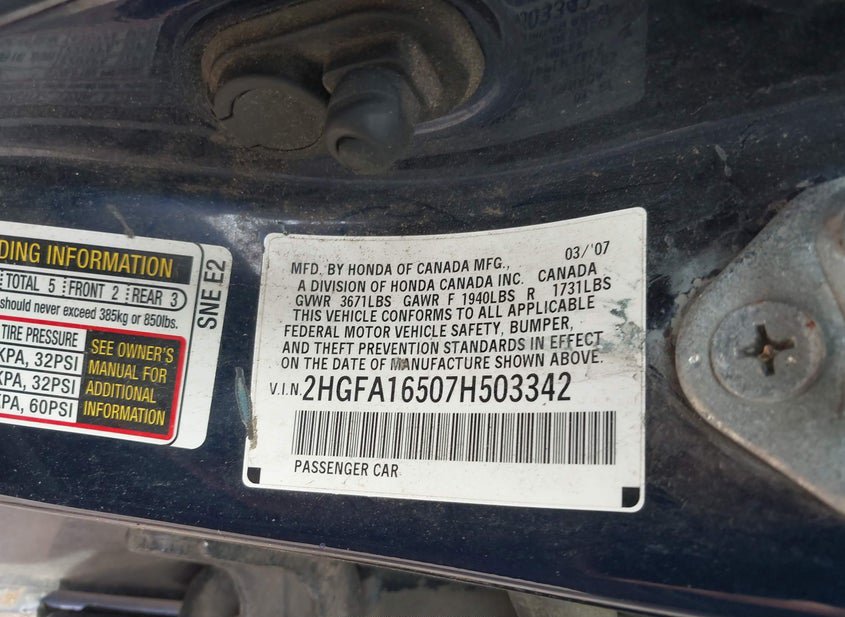 DING INFORMATION
TOTAL 5 FRONT 2 REAR 3
should never exceed 385kg or 850lbs.
TIRE PRESSURE
KPA, 32PSI
KPA, 32PSI
KPA, 60PSI
SEE OWNER'S
MANUAL FOR
ADDITIONAL
INFORMATION
SNE E2
03/'07
MFD. BY HONDA OF CANADA MFG.,
A DIVISION OF HONDA CANADA INC. CANADA
GVWR 3671LBS GAWR F 1940LBS R 1731LBS
THIS VEHICLE CONFORMS TO ALL APPLICABLE
FEDERAL MOTOR VEHICLE SAFETY, BUMPER,
AND THEFT PREVENTION STANDARDS IN EFFECT
ON THE DATE OF MANUFACTURE SHOWN ABOVE.
V.I.N. 2HGFA16507H503342
PASSENGER CAR